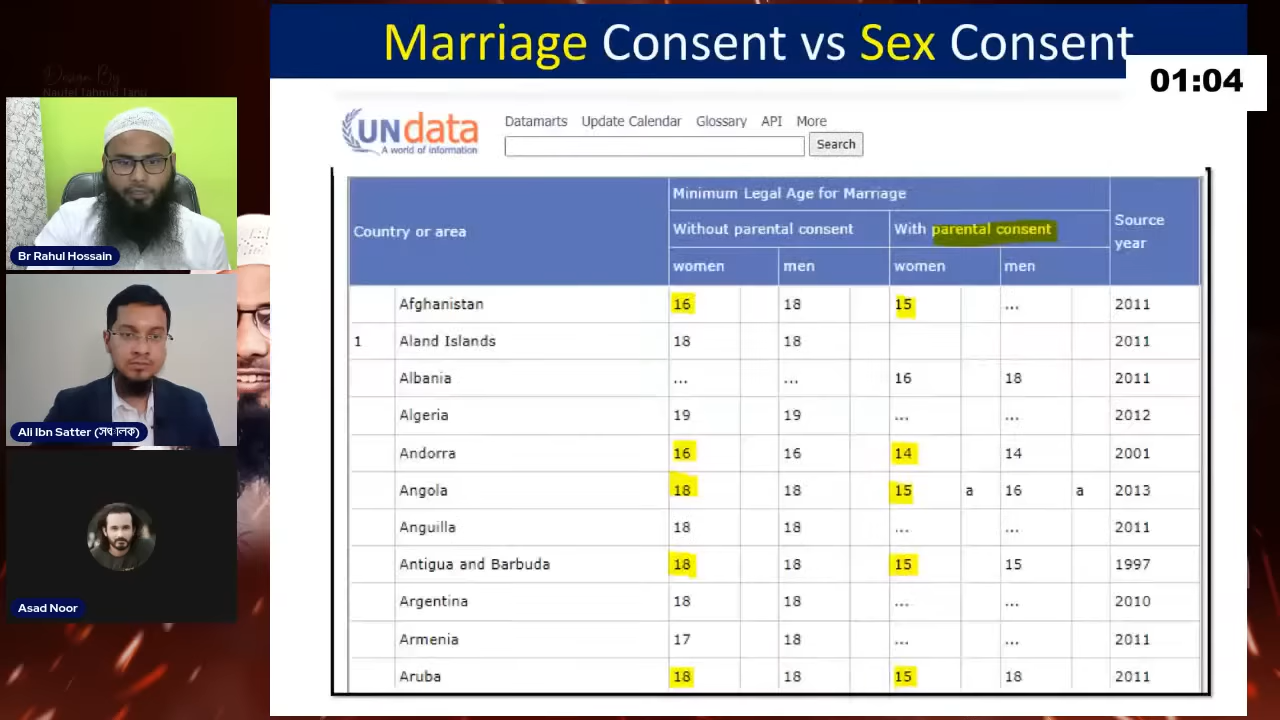 Marriage Consent vs Sex Consent
01:04
Design By
Naufel Tahmid Tanu
Br Rahul Hossain
Ali Ibn Satter (সঞ্চালক)
Asad Noor
UNdata
A world of information
Datamarts Update Calendar Glossary API More
Search
Country or area
Minimum Legal Age for Marriage
Without parental consent With parental consent
Source
year
women men women men
Afghanistan 16 18 15 ... 2011
1 Aland Islands 18 18 2011
Albania ... ... 16 18 2011
Algeria 19 19 ... ... 2012
Andorra 16 16 14 14 2001
Angola 18 18 15 a 16 a 2013
Anguilla 18 18 ... ... 2011
Antigua and Barbuda 18 18 15 15 1997
Argentina 18 18 ... ... 2010
Armenia 17 18 ... ... 2011
Aruba 18 18 15 18 2011